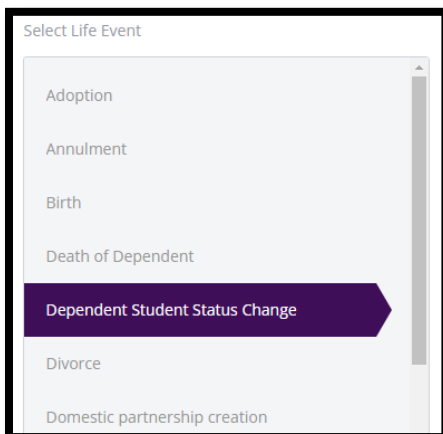 Select Life Event
Adoption
Annulment
Birth
Death of Dependent
Dependent Student Status Change
Divorce
Domestic partnership creation